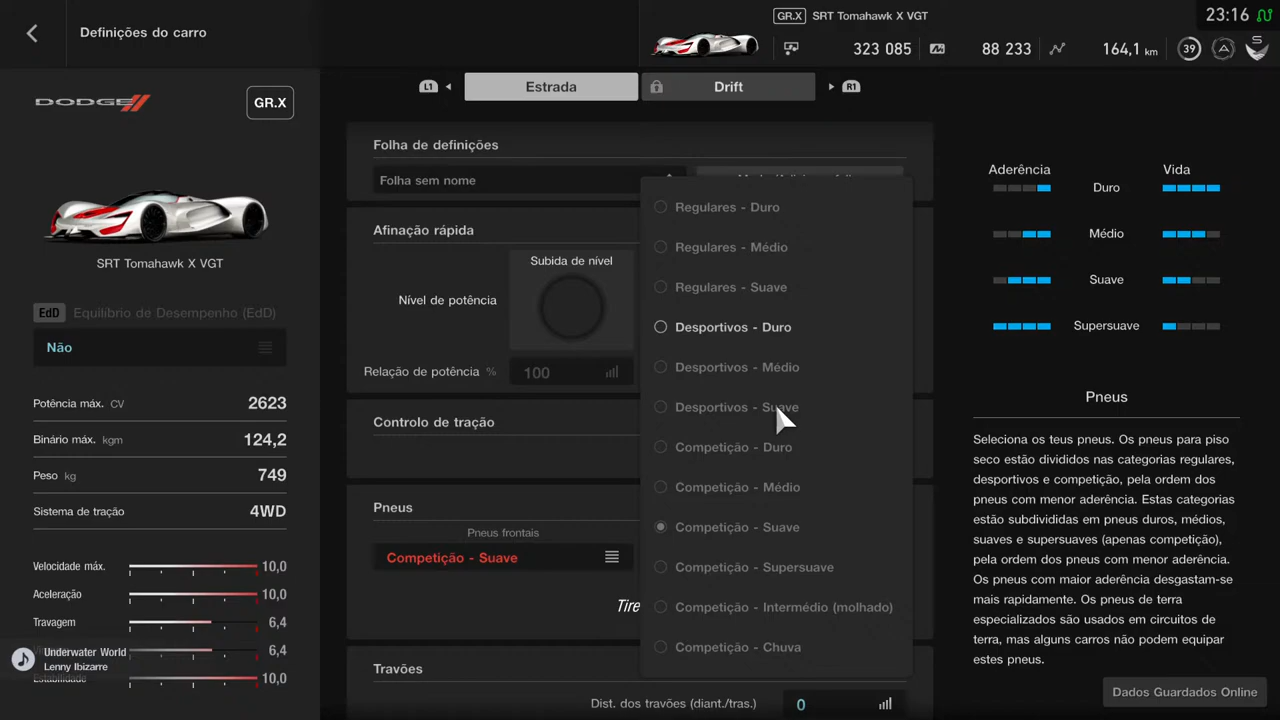 Definições do carro
GR.X SRT Tomahawk X VGT
323 085
88 233
164,1 km
39
A
S
23:16
DODGE
GR.X
SRT Tomahawk X VGT
EdD Equilíbrio de Desempenho (EdD)
Não
Potência máx. CV 2623
Binário máx. kgm 124,2
Peso kg 749
Sistema de tração 4WD
Velocidade máx. 10,0
Aceleração 10,0
Travagem 6,4
6,4
Estabilidade 10,0
Underwater World
Lenny Ibizarre
L1 Estrada Drift R1
Folha de definições
Folha sem nome
Afinação rápida
Subida de nível
Nível de potência
Relação de potência % 100
Controlo de tração
Pneus
Pneus frontais
Competição - Suave
Tire
Travões
Dist. dos travões (diant./tras.) 0
Regulares - Duro
Regulares - Médio
Regulares - Suave
Desportivos - Duro
Desportivos - Médio
Desportivos - Suave
Competição - Duro
Competição - Médio
Competição - Suave
Competição - Supersuave
Competição - Intermédio (molhado)
Competição - Chuva
Aderência Vida
Duro
Médio
Suave
Supersuave
Pneus
Seleciona os teus pneus. Os pneus para piso
seco estão divididos nas categorias regulares,
desportivos e competição, pela ordem dos
pneus com menor aderência. Estas categorias
estão subdivididas em pneus duros, médios,
suaves e supersuaves (apenas competição),
pela ordem dos pneus com menor aderência.
Os pneus com maior aderência desgastam-se
mais rapidamente. Os pneus de terra
especializados são usados em circuitos de
terra, mas alguns carros não podem equipar
estes pneus.
Dados Guardados Online